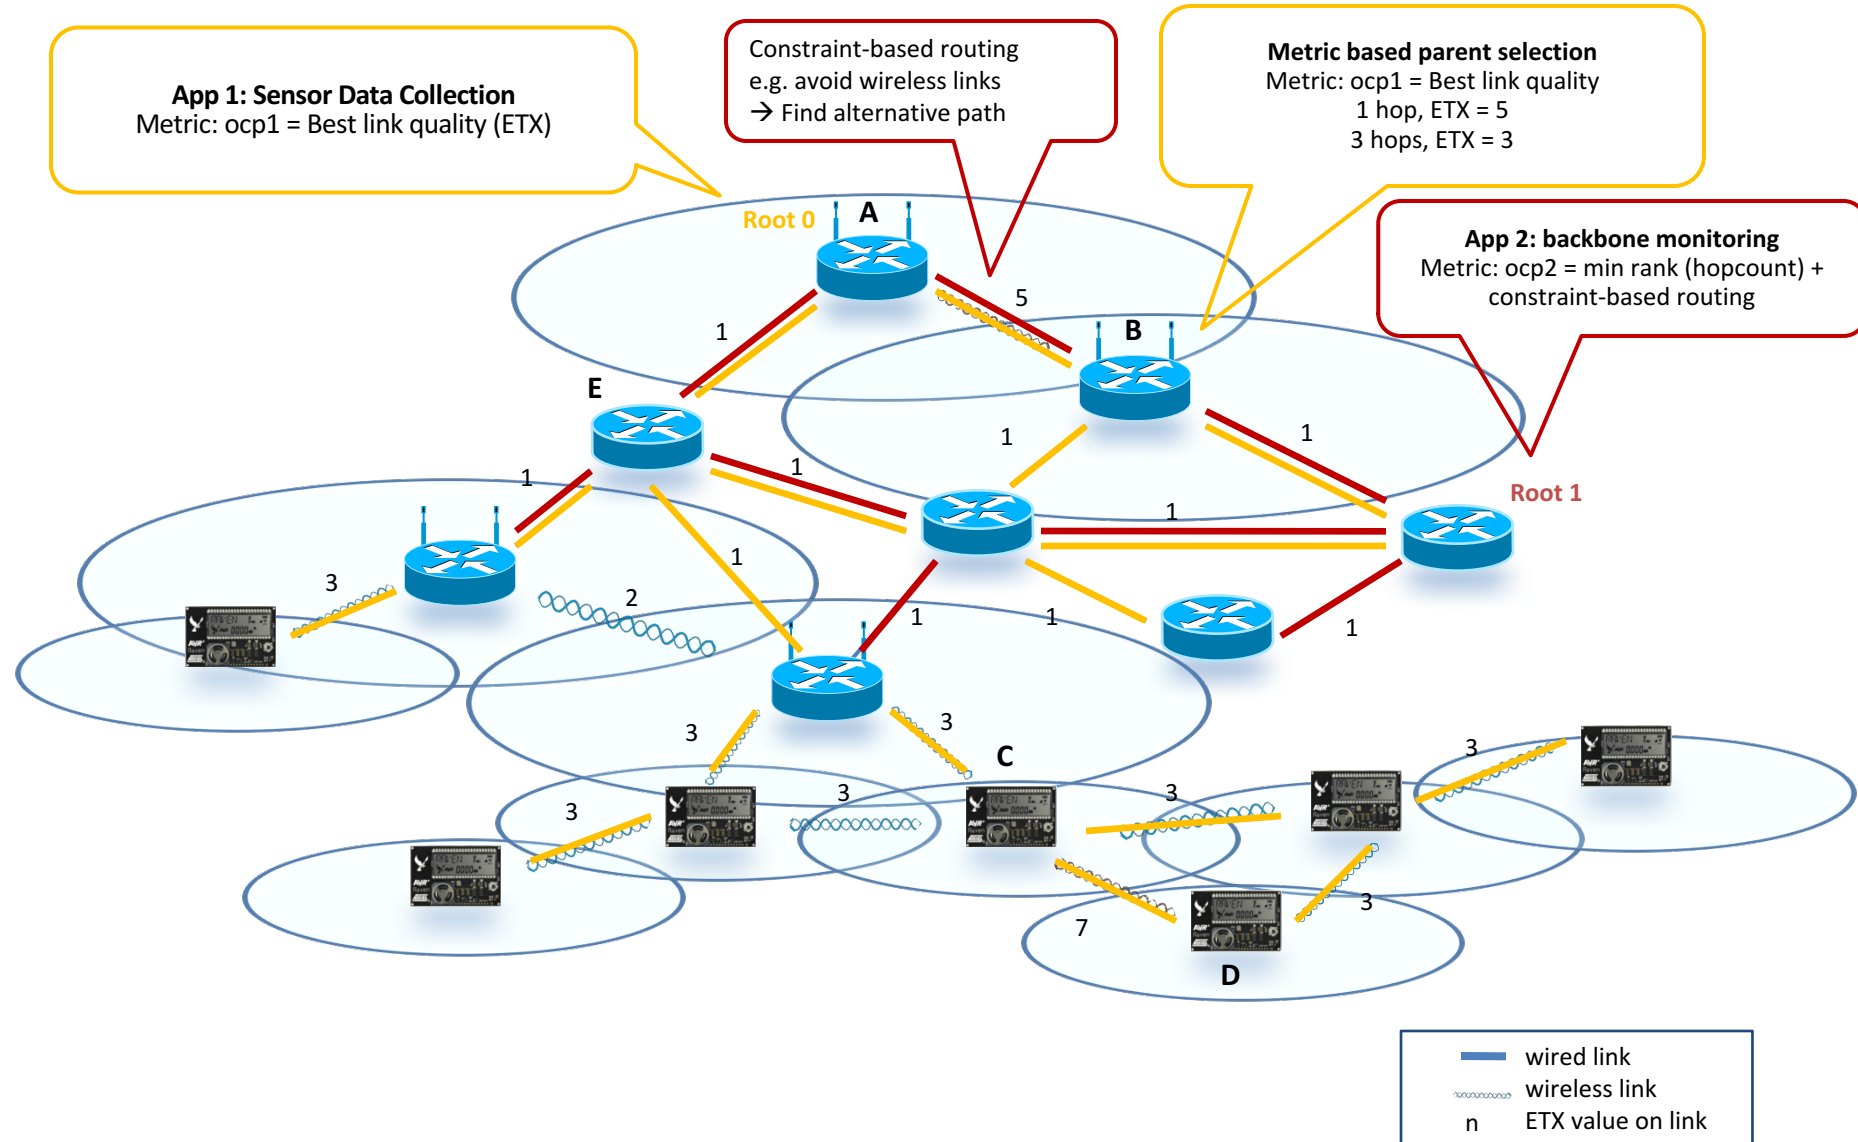 App 1: Sensor Data Collection
Metric: ocp1 = Best link quality (ETX)
Constraint-based routing
e.g. avoid wireless links
→ Find alternative path
Metric based parent selection
Metric: ocp1 = Best link quality
1 hop, ETX = 5
3 hops, ETX = 3
App 2: backbone monitoring
Metric: ocp2 = min rank (hopcount) +
constraint-based routing
Root 0
A
5
1
B
E
1
1
1
1
Root 1
1
1
3
2
1
1
1
3
3
C
3
3
3
3
7
3
D
wired link
wireless link
n ETX value on link